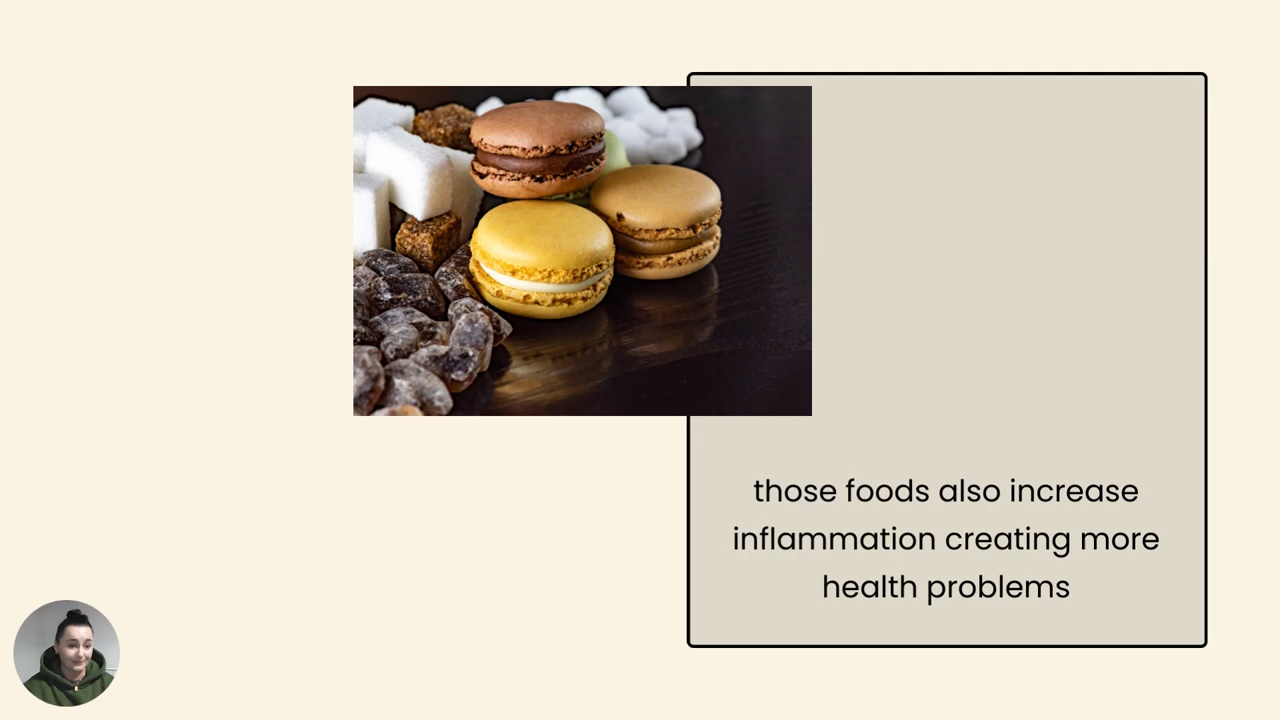 those foods also increase
inflammation creating more
health problems